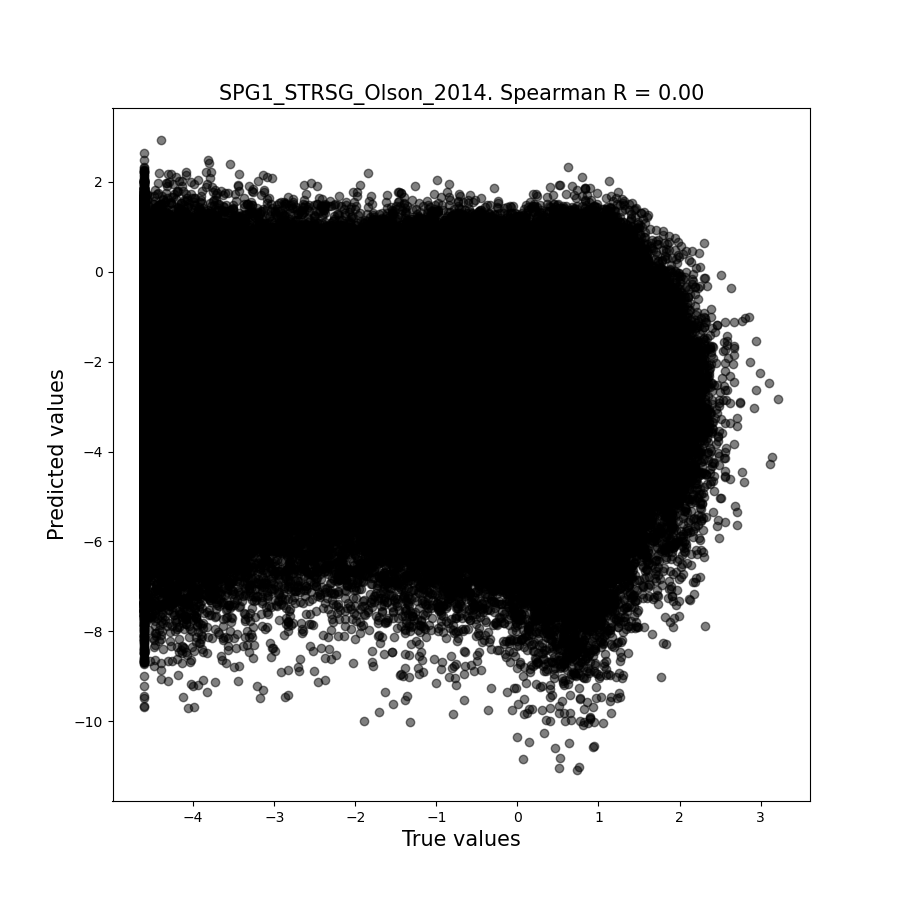 SPG1_STRSG_Olson_2014. Spearman R = 0.00
2
0
−2
−4
−6
−8
−10
Predicted values
−4 −3 −2 −1 0 1 2 3
True values